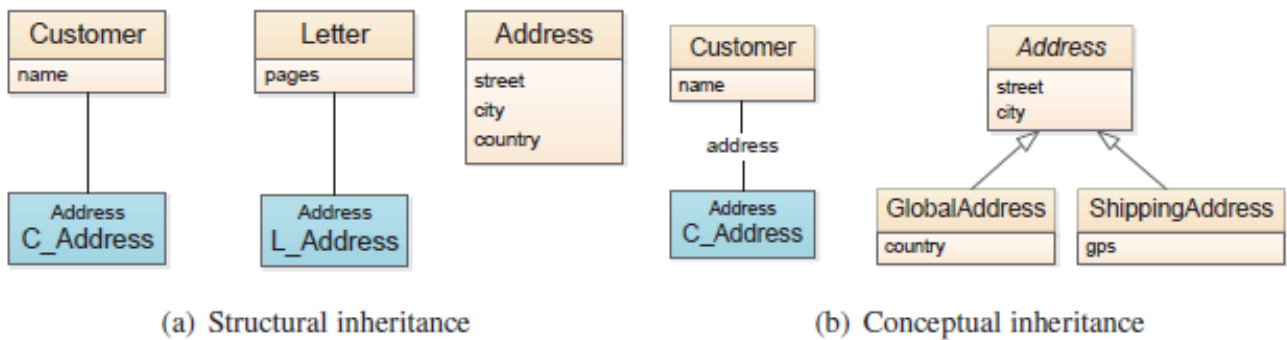 Customer
name
Address
C_Address
Letter
pages
Address
L_Address
Address
street
city
country
(a) Structural inheritance
Customer
name
address
Address
C_Address
Address
street
city
GlobalAddress
country
ShippingAddress
gps
(b) Conceptual inheritance